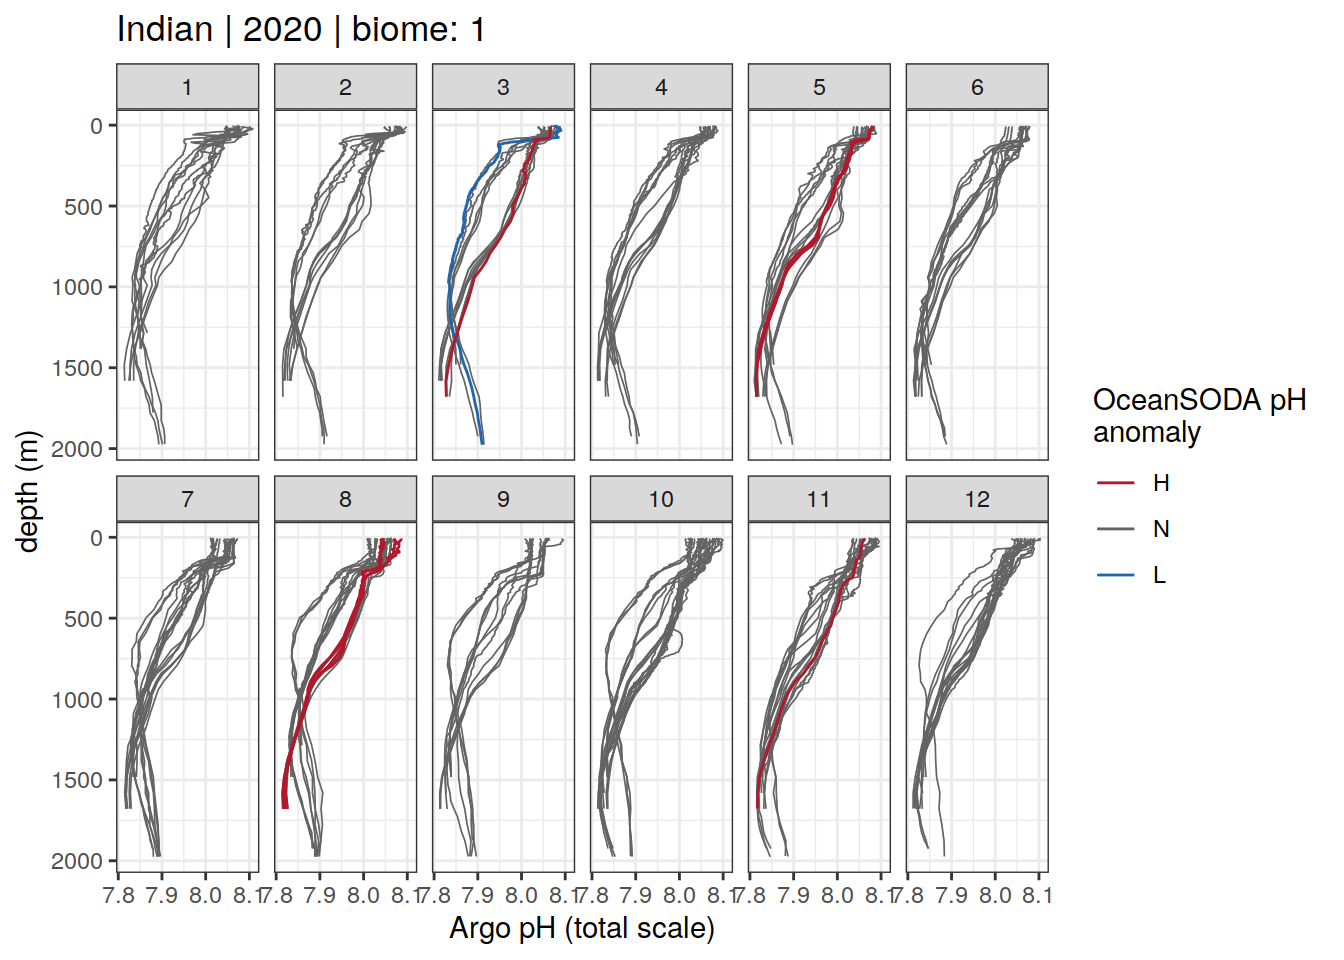 Indian | 2020 | biome: 1
1 2 3 4 5 6
0
500
1000
1500
2000
7 8 9 10 11 12
0
500
1000
1500
2000
7.8 7.9 8.0 8.1 7.8 7.9 8.0 8.1 7.8 7.9 8.0 8.1 7.8 7.9 8.0 8.1 7.8 7.9 8.0 8.1 7.8 7.9 8.0 8.1
Argo pH (total scale)
depth (m)
OceanSODA pH
anomaly
H
N
L